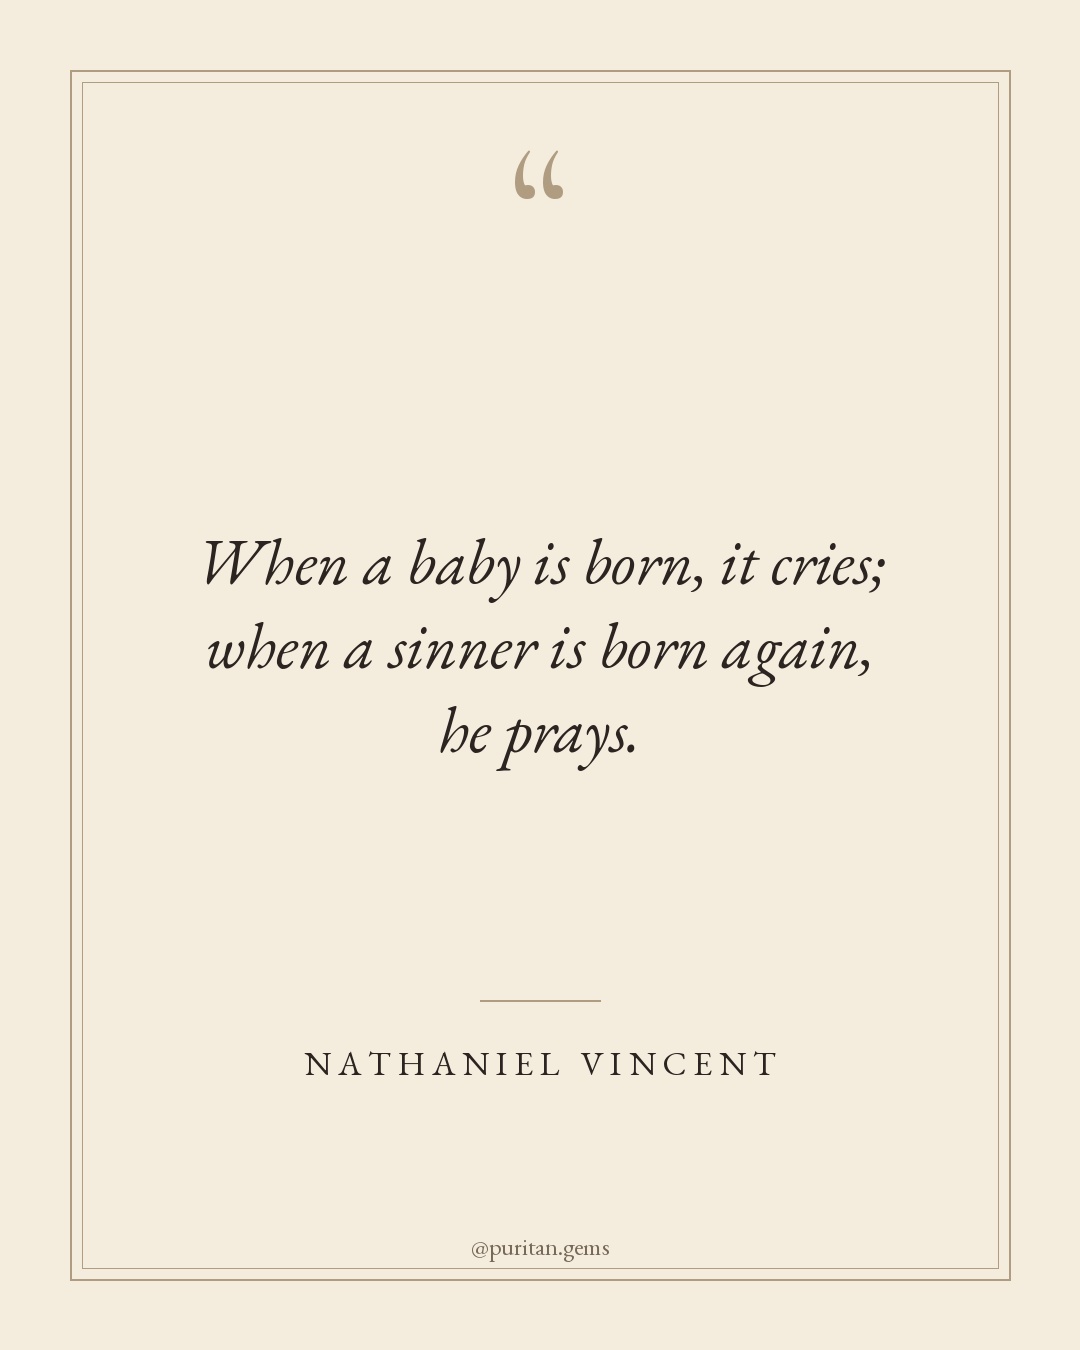 “
When a baby is born, it cries;
when a sinner is born again,
he prays.
NATHANIEL VINCENT
@puritan.gems